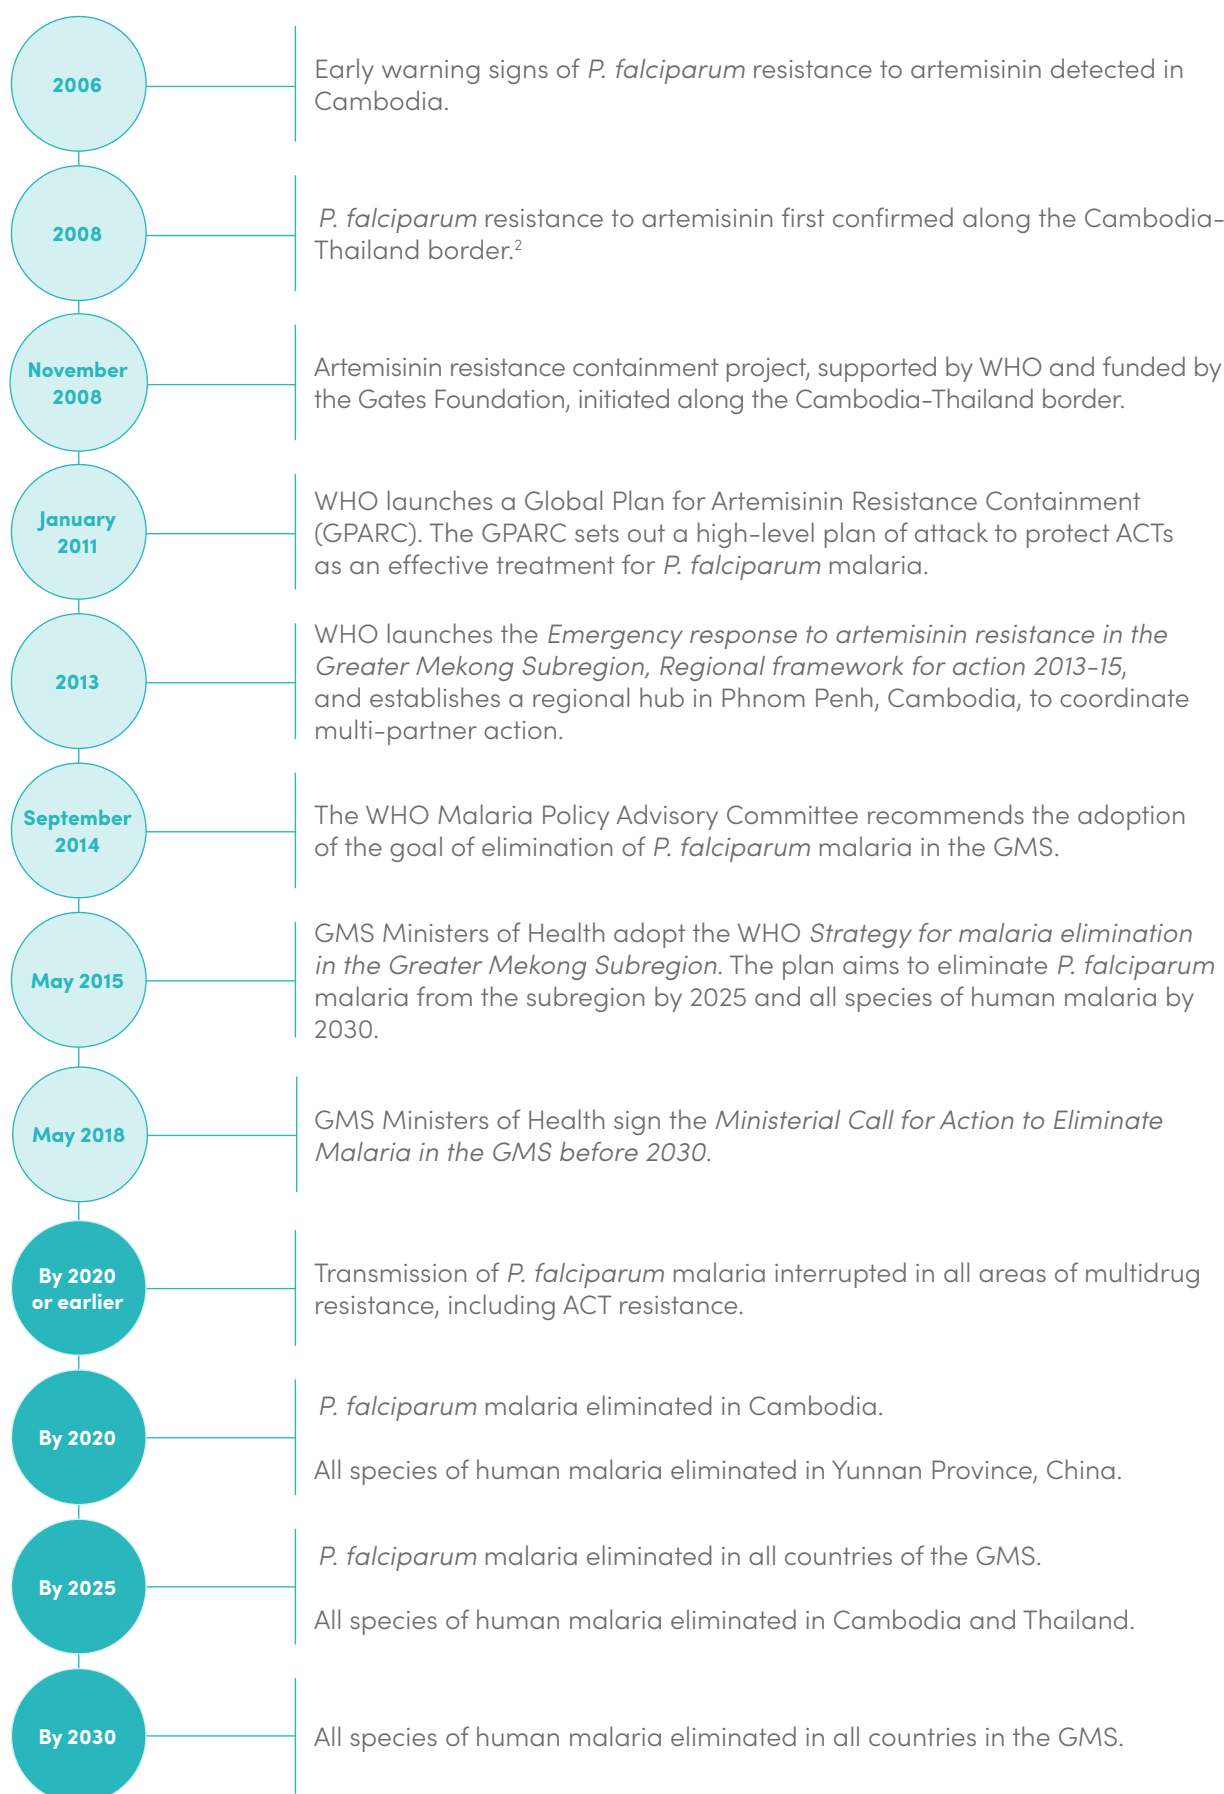 2006
Early warning signs of P. falciparum resistance to artemisinin detected in
Cambodia.
2008
P. falciparum resistance to artemisinin first confirmed along the Cambodia-
Thailand border.²
November
2008
Artemisinin resistance containment project, supported by WHO and funded by
the Gates Foundation, initiated along the Cambodia-Thailand border.
January
2011
WHO launches a Global Plan for Artemisinin Resistance Containment
(GPARC). The GPARC sets out a high-level plan of attack to protect ACTs
as an effective treatment for P. falciparum malaria.
2013
WHO launches the Emergency response to artemisinin resistance in the
Greater Mekong Subregion, Regional framework for action 2013-15,
and establishes a regional hub in Phnom Penh, Cambodia, to coordinate
multi-partner action.
September
2014
The WHO Malaria Policy Advisory Committee recommends the adoption
of the goal of elimination of P. falciparum malaria in the GMS.
May 2015
GMS Ministers of Health adopt the WHO Strategy for malaria elimination
in the Greater Mekong Subregion. The plan aims to eliminate P. falciparum
malaria from the subregion by 2025 and all species of human malaria by
2030.
May 2018
GMS Ministers of Health sign the Ministerial Call for Action to Eliminate
Malaria in the GMS before 2030.
By 2020
or earlier
Transmission of P. falciparum malaria interrupted in all areas of multidrug
resistance, including ACT resistance.
By 2020
P. falciparum malaria eliminated in Cambodia.
All species of human malaria eliminated in Yunnan Province, China.
By 2025
P. falciparum malaria eliminated in all countries of the GMS.
All species of human malaria eliminated in Cambodia and Thailand.
By 2030
All species of human malaria eliminated in all countries in the GMS.